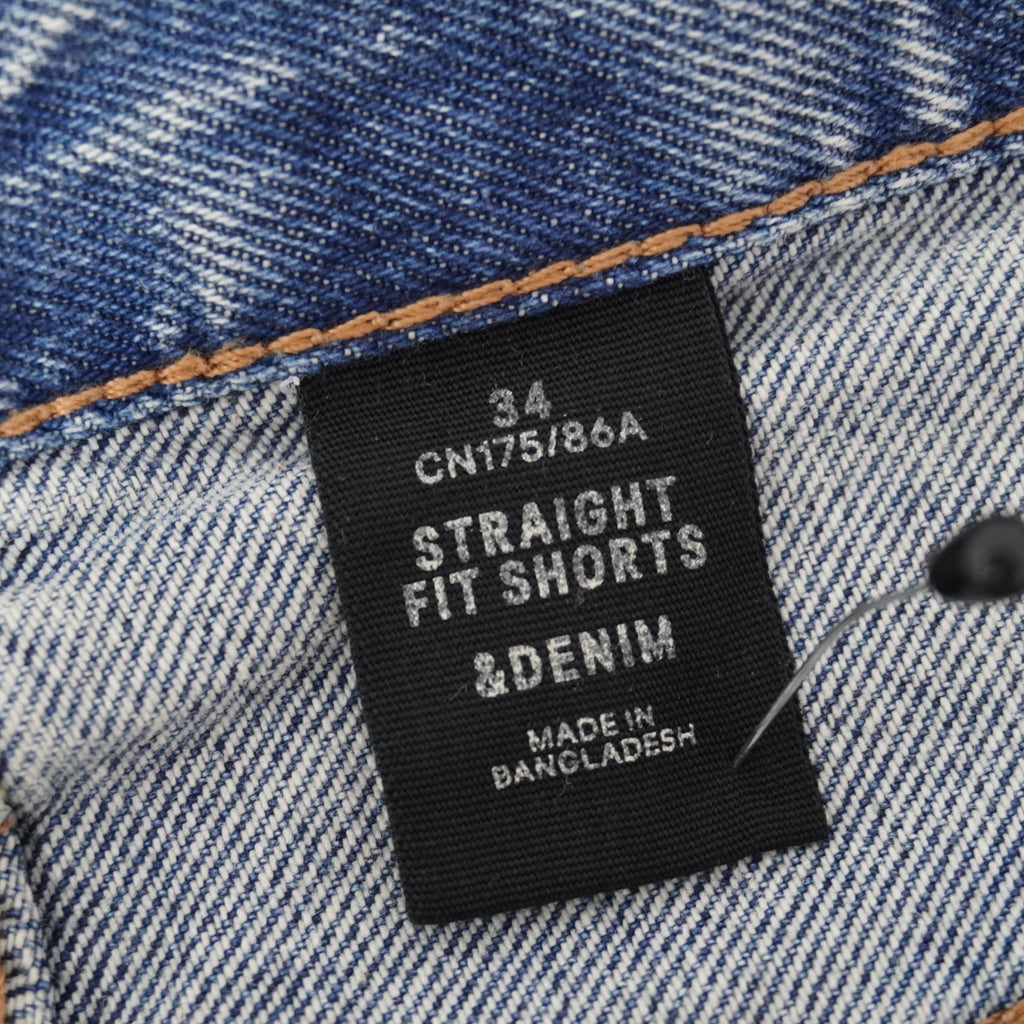 34
CN175/86A
STRAIGHT
FIT SHORTS
&DENIM
MADE IN
BANGLADESH